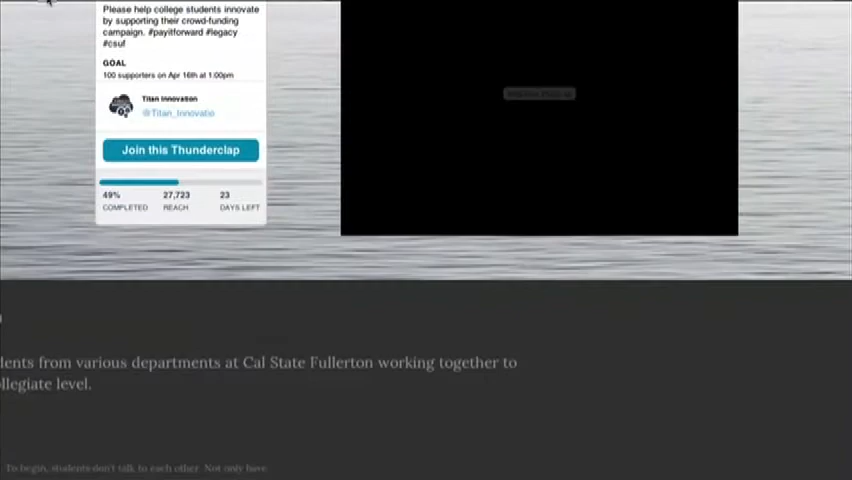 Please help college students innovate
by supporting their crowd-funding
campaign. #payitforward #legacy
#csuf
GOAL
100 supporters on Apr 16th at 1:00pm
Titan Innovation
@Titan_Innovatio
Join this Thunderclap
49% 27,723 23
COMPLETED REACH DAYS LEFT
dents from various departments at Cal State Fullerton working together to
ollegiate level.
To begin, students don't talk to each other. Not only have